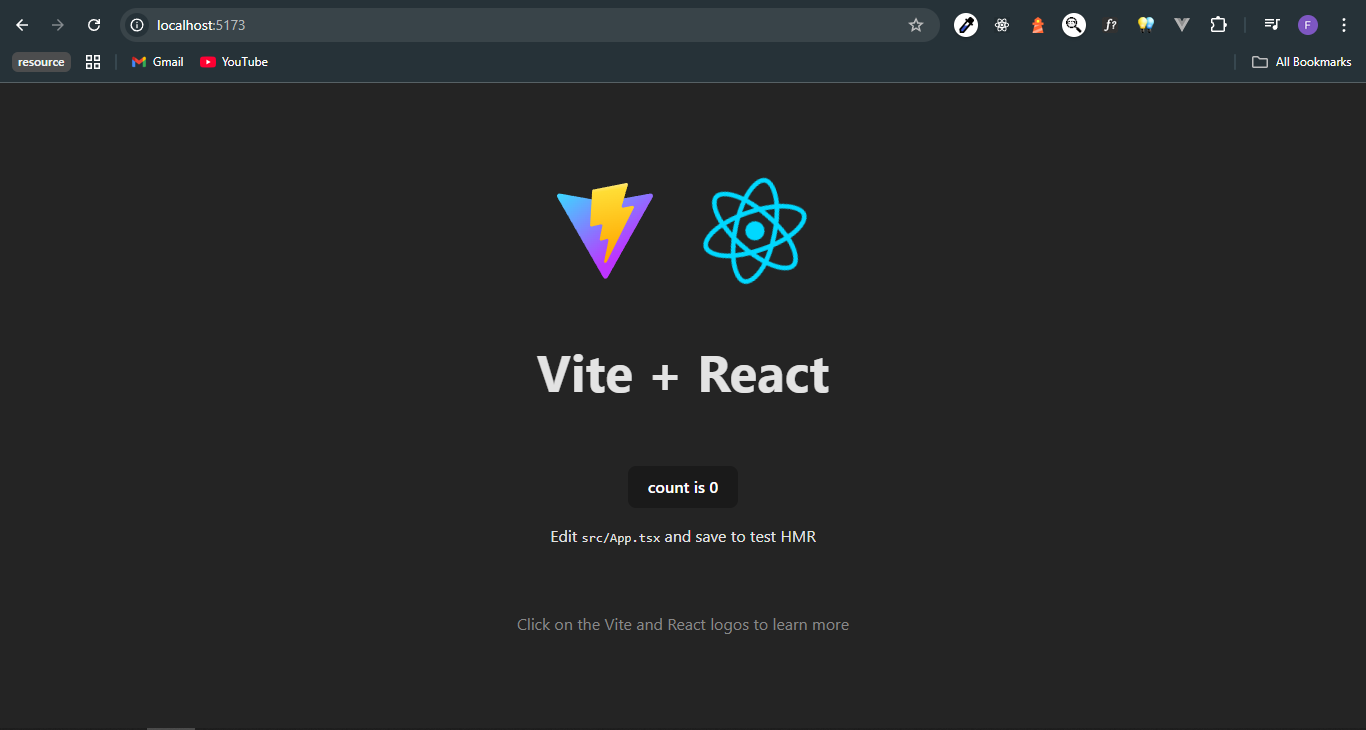 localhost:5173
f?
F
resource
Gmail
YouTube
All Bookmarks
Vite + React
count is 0
Edit src/App.tsx and save to test HMR
Click on the Vite and React logos to learn more